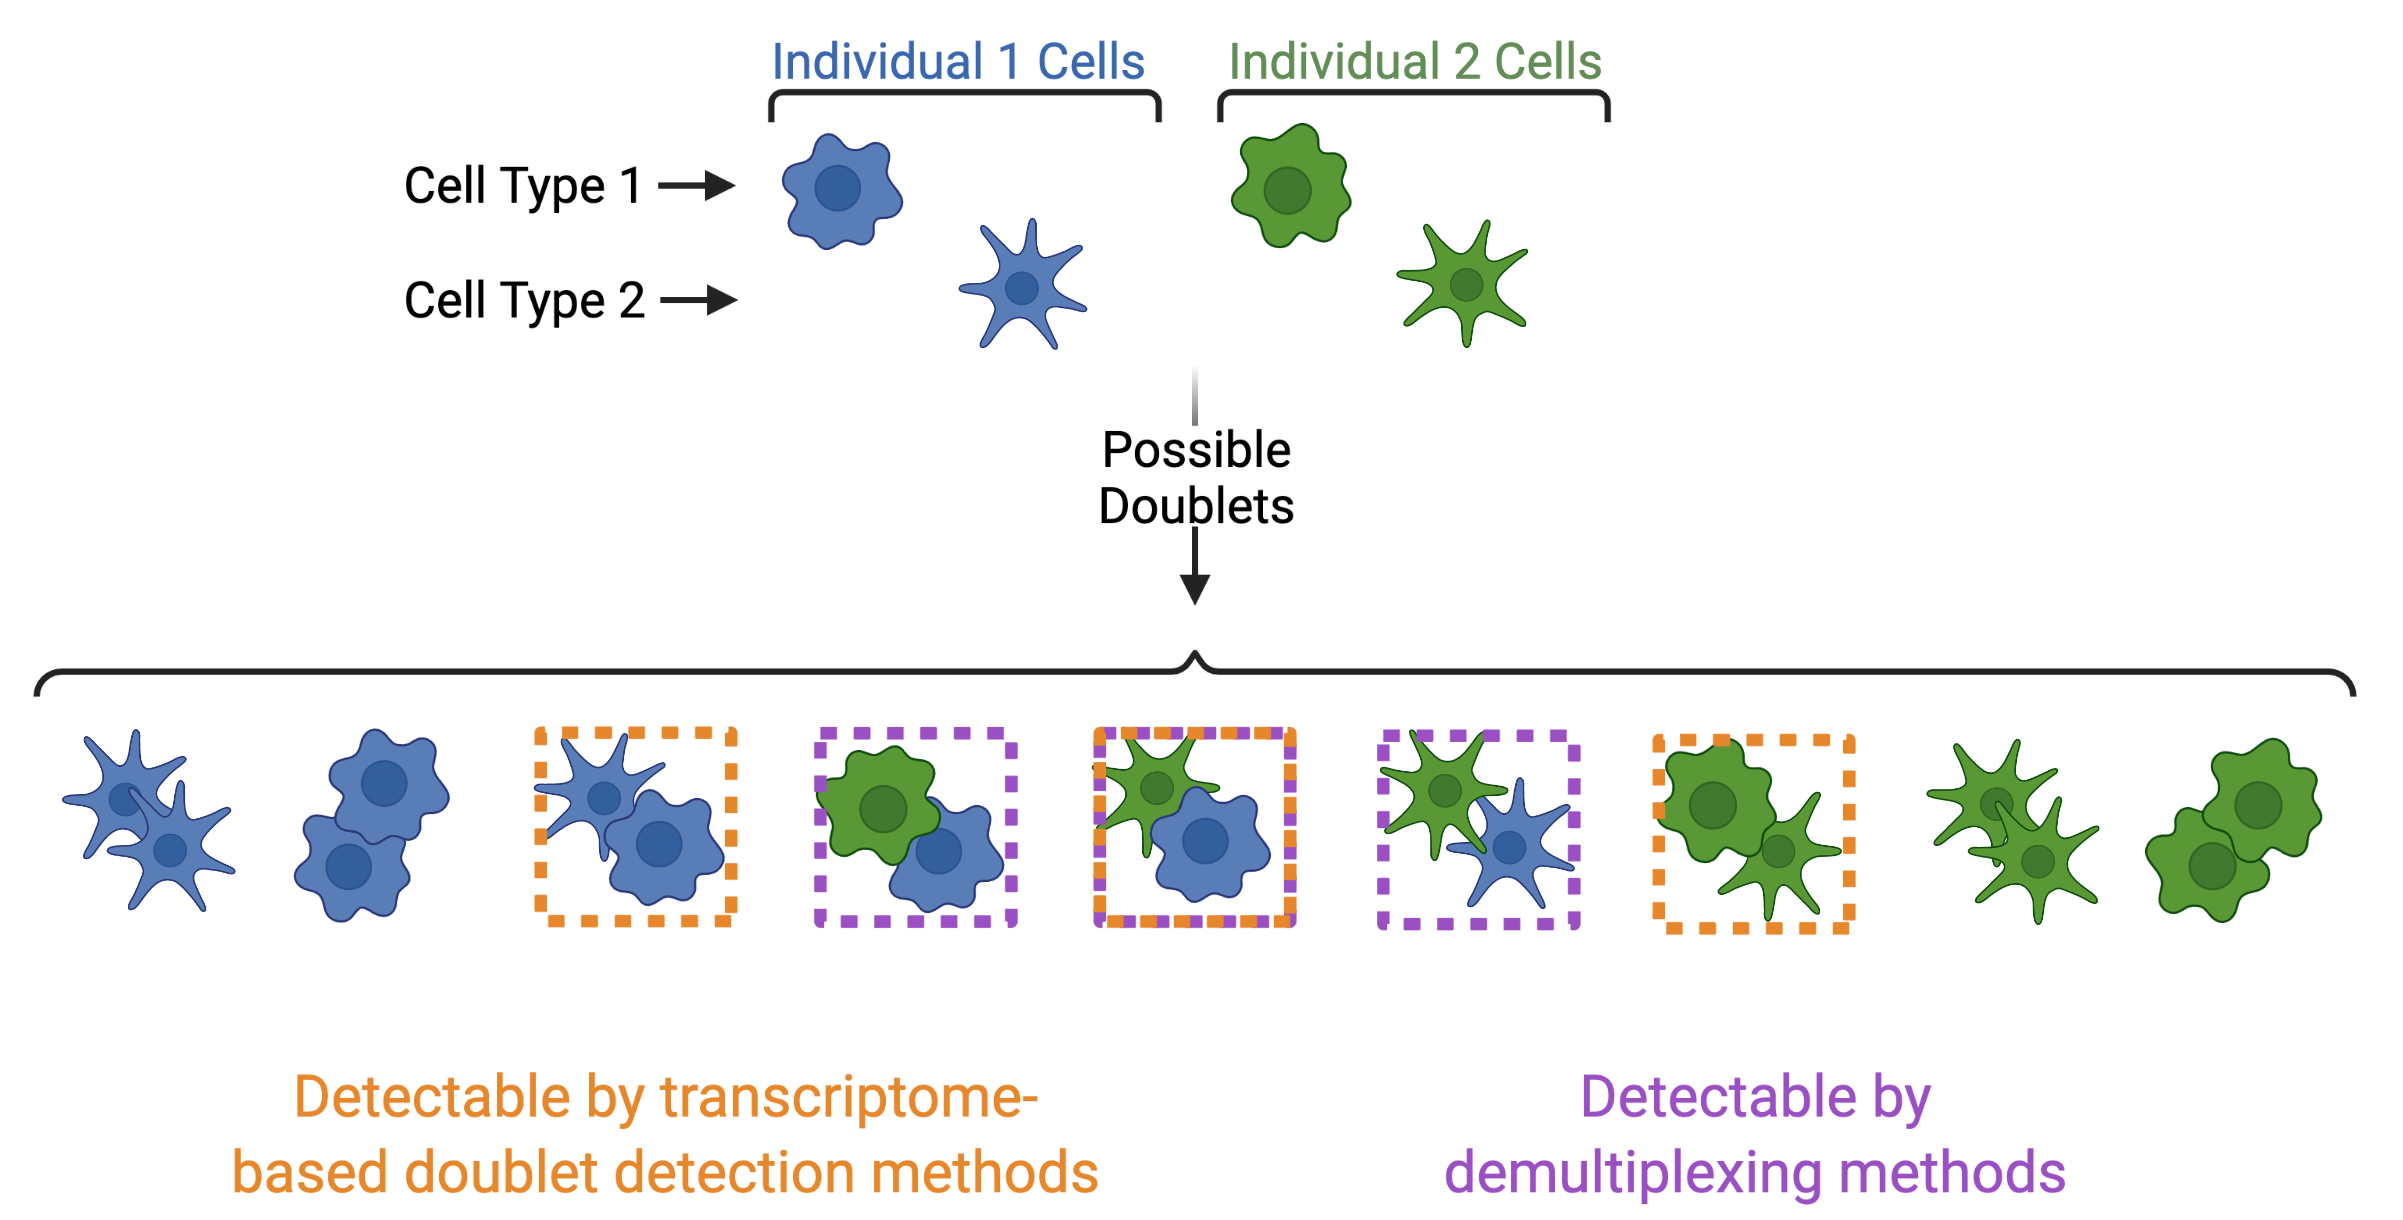 Individual 1 Cells
Individual 2 Cells
Cell Type 1
Cell Type 2
Possible
Doublets
Detectable by transcriptome-
based doublet detection methods
Detectable by
demultiplexing methods